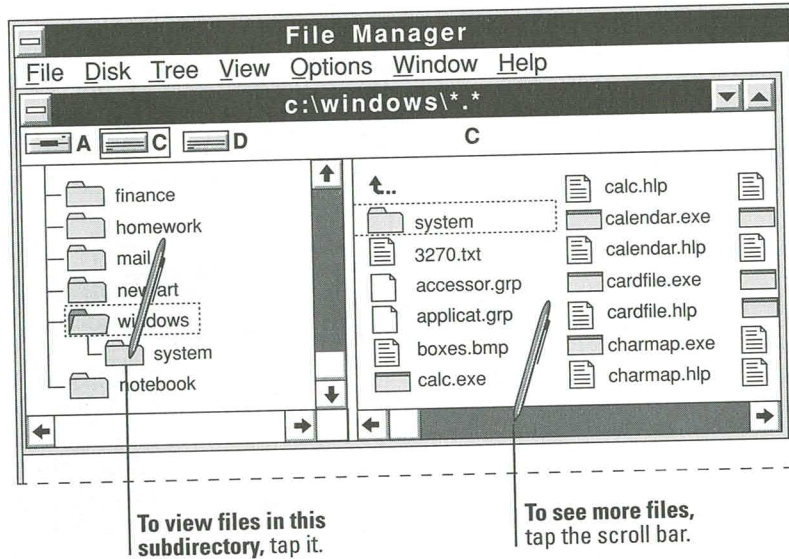 File Manager
File Disk Tree View Options Window Help
c:\windows\*.*
A C D C
finance
homework
mail
windows
system
notebook
..
system
3270.txt
accessor.grp
applicat.grp
boxes.bmp
calc.exe
calc.hlp
calendar.exe
calendar.hlp
cardfile.exe
cardfile.hlp
charmap.exe
charmap.hlp
To view files in this
subdirectory, tap it.
To see more files,
tap the scroll bar.